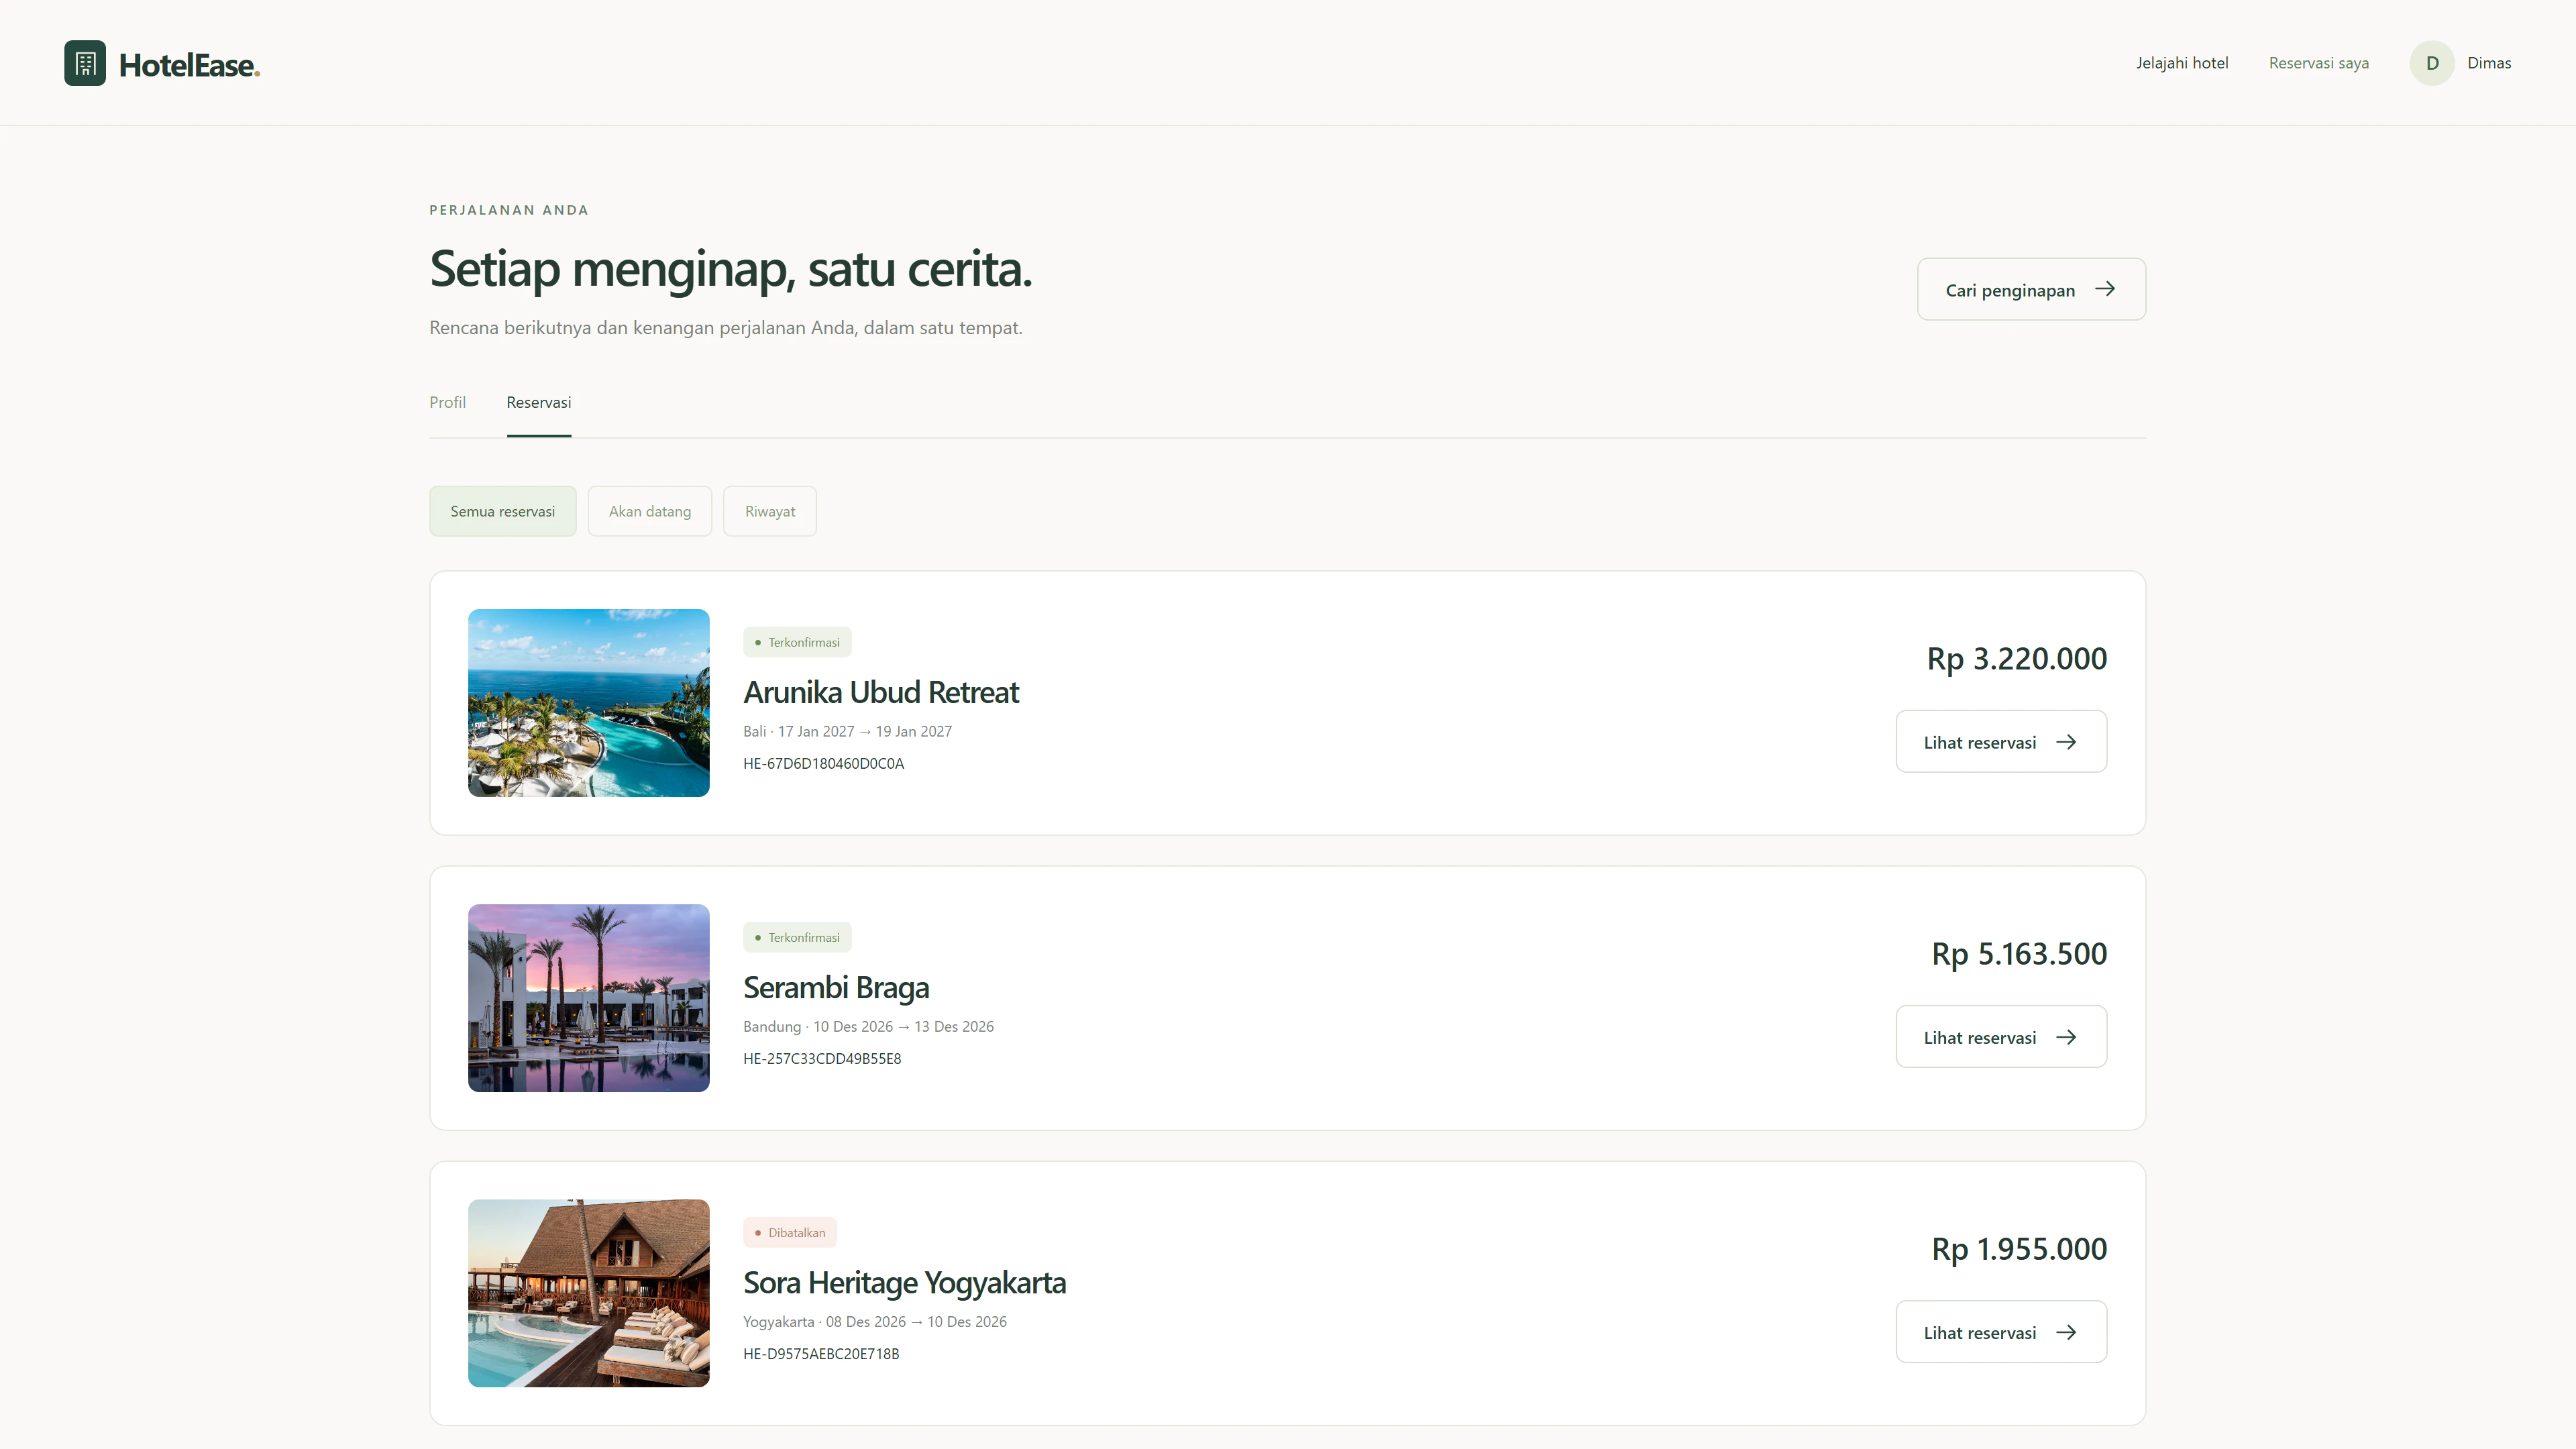 HotelEase.
Jelajahi hotel
Reservasi saya
D
Dimas
PERJALANAN ANDA
Setiap menginap, satu cerita.
Rencana berikutnya dan kenangan perjalanan Anda, dalam satu tempat.
Cari penginapan →
Profil
Reservasi
Semua reservasi
Akan datang
Riwayat
Terkonfirmasi
Arunika Ubud Retreat
Bali · 17 Jan 2027 → 19 Jan 2027
HE-67D6D180460D0C0A
Rp 3.220.000
Lihat reservasi →
Terkonfirmasi
Serambi Braga
Bandung · 10 Des 2026 → 13 Des 2026
HE-257C33CDD49B55E8
Rp 5.163.500
Lihat reservasi →
Dibatalkan
Sora Heritage Yogyakarta
Yogyakarta · 08 Des 2026 → 10 Des 2026
HE-D9575AEBC20E718B
Rp 1.955.000
Lihat reservasi →